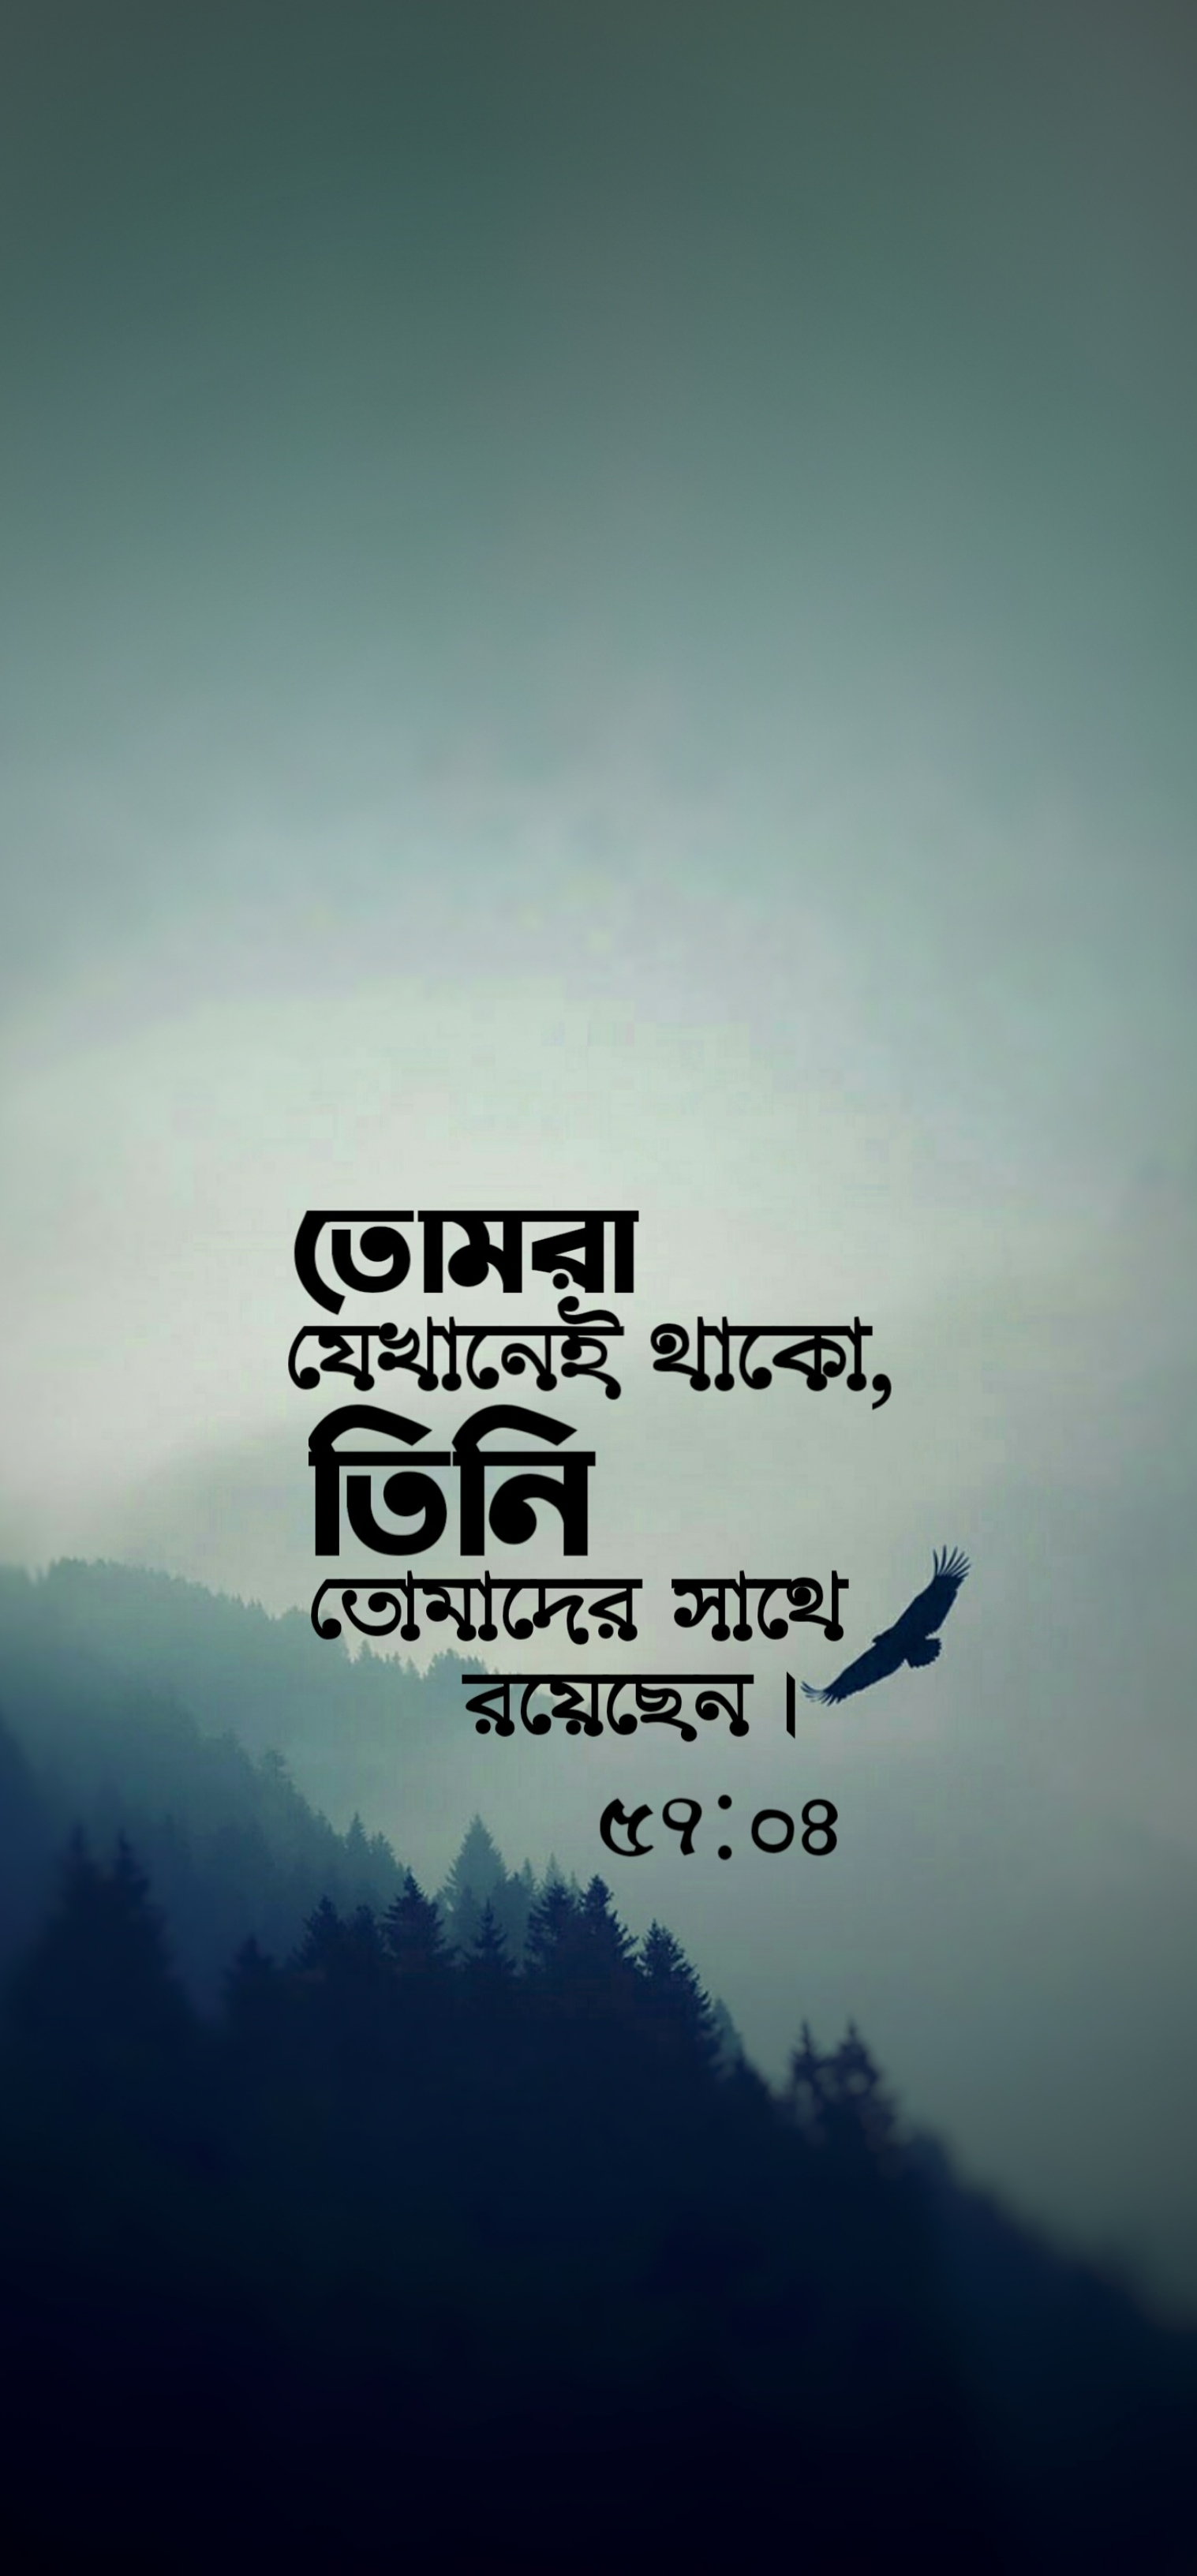 তোমরা
যেখানেই থাকো,
তিনি
তোমাদের সাথে
রয়েছেন।
৫৭:০৪